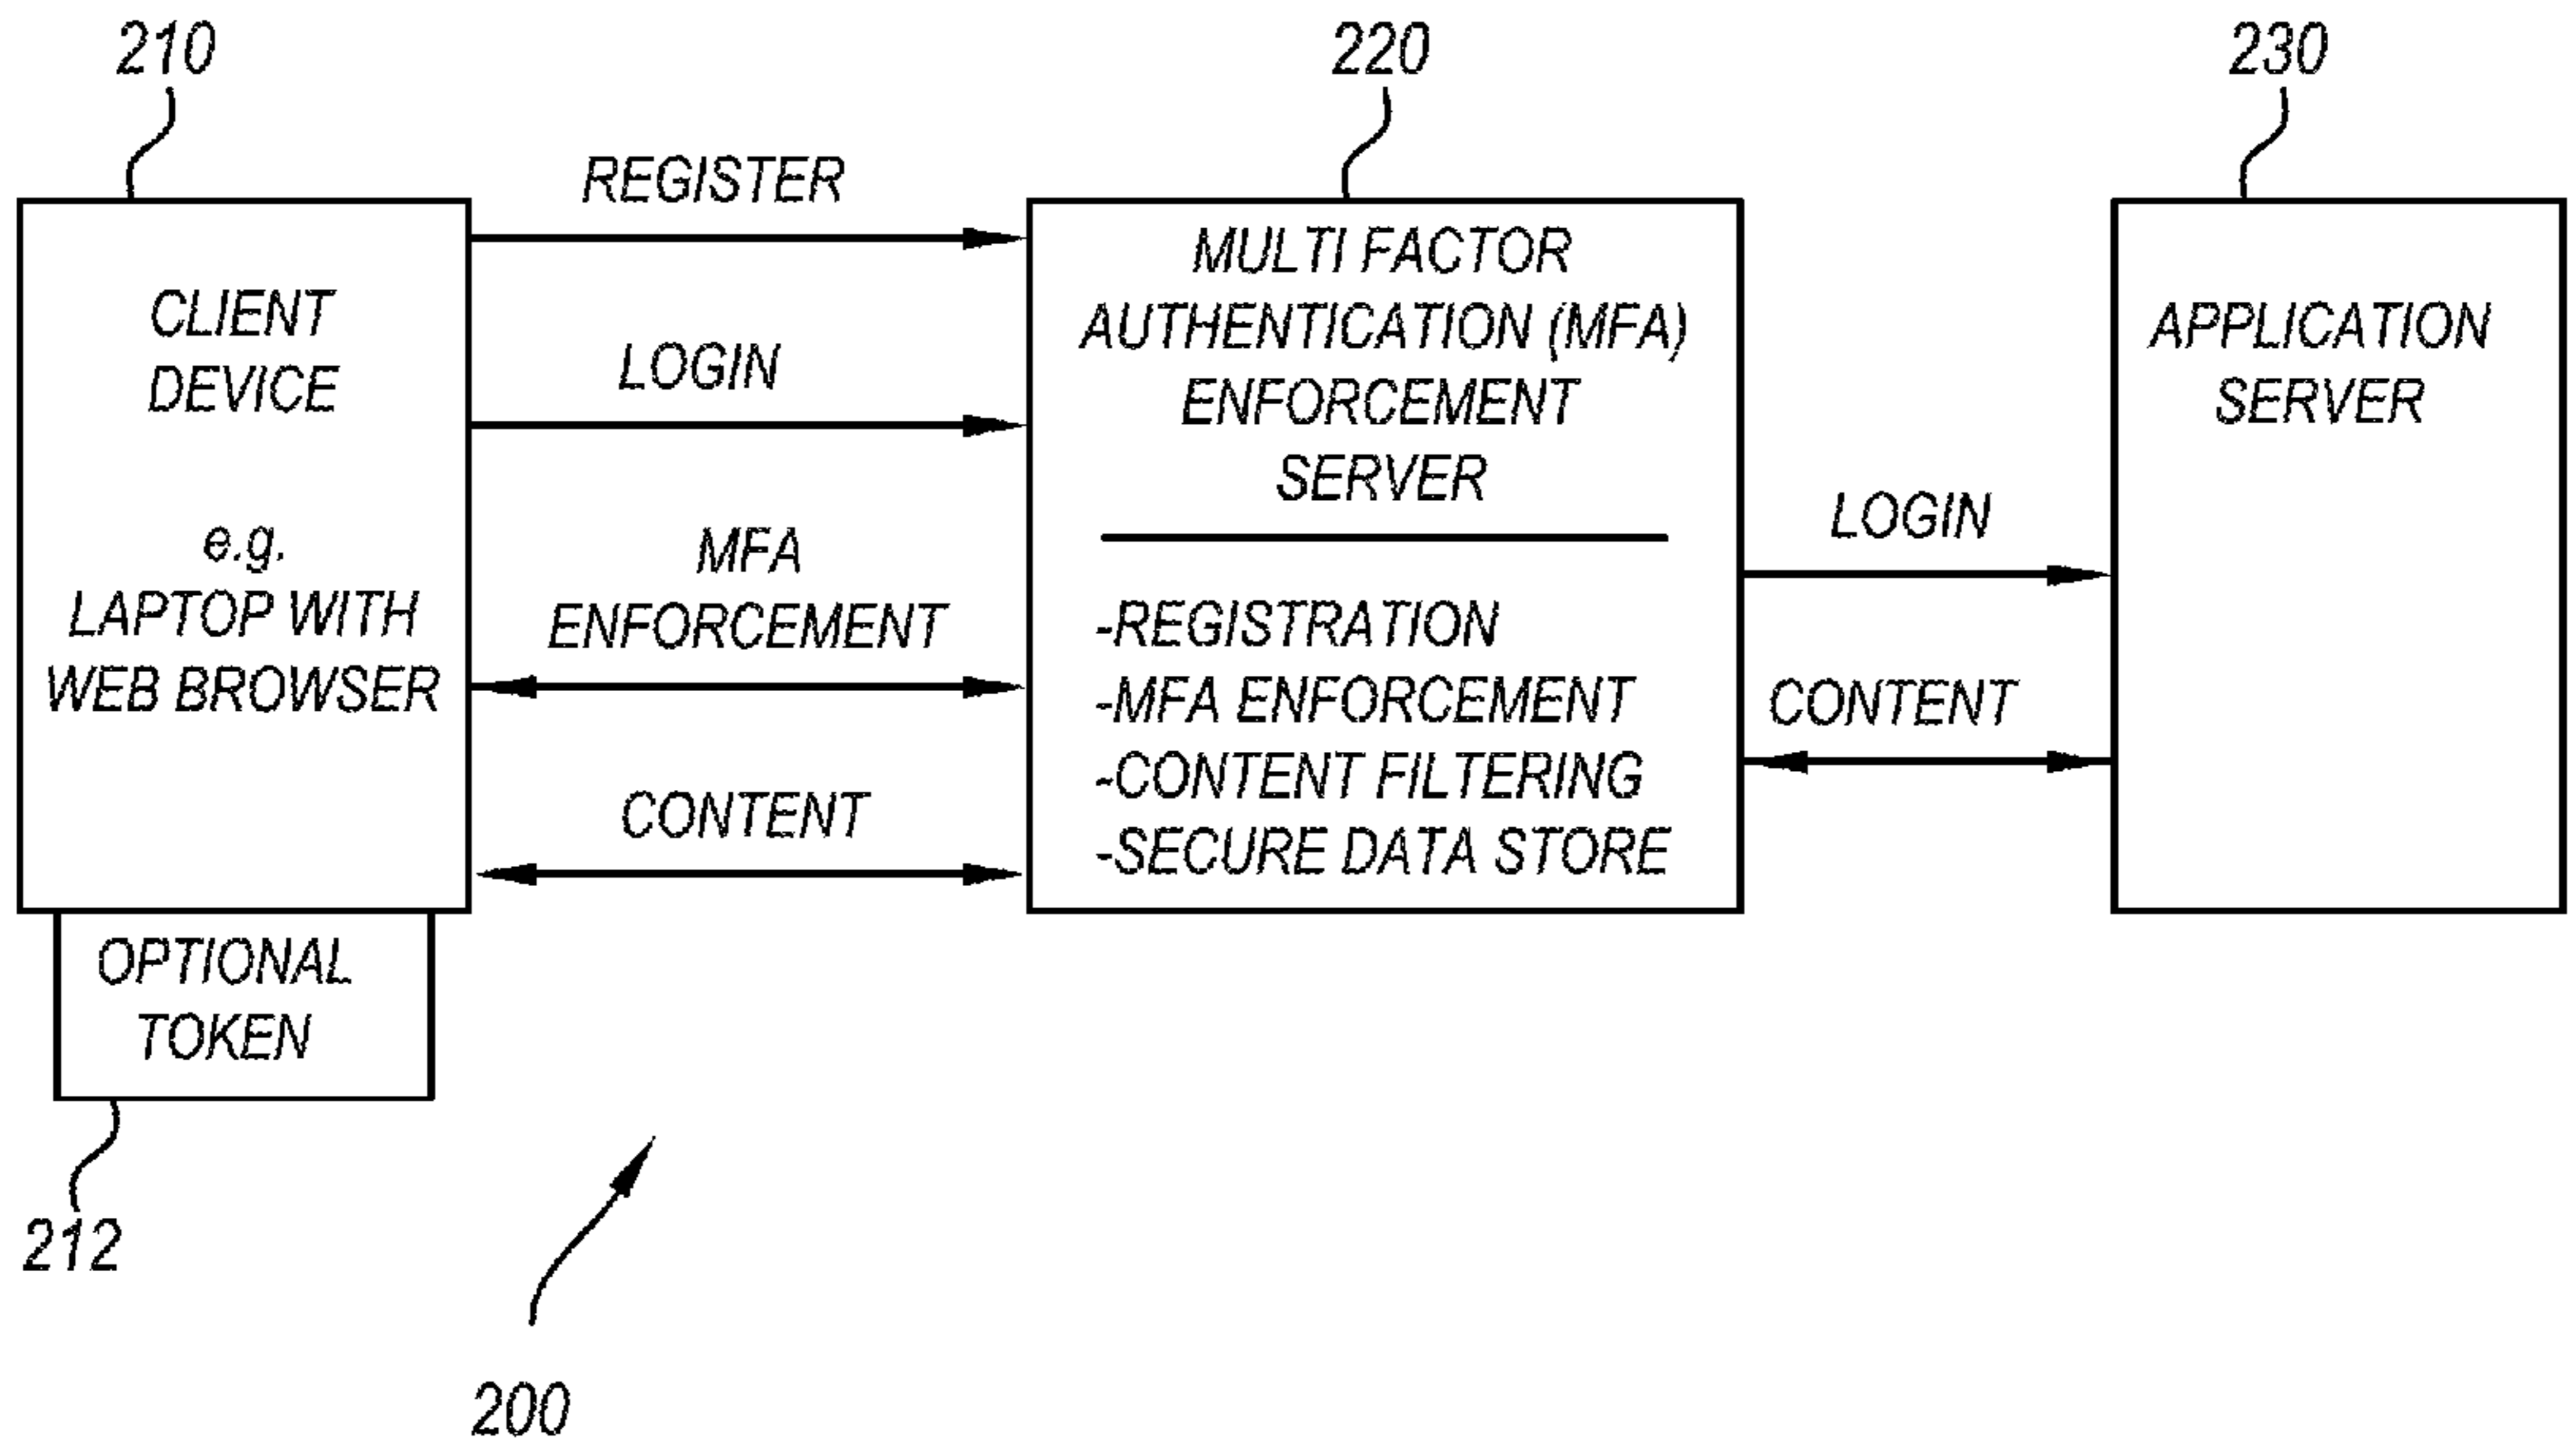 210
220
230
REGISTER
LOGIN
MFA
ENFORCEMENT
CONTENT
CLIENT
DEVICE
e.g.
LAPTOP WITH
WEB BROWSER
OPTIONAL
TOKEN
212
MULTI FACTOR
AUTHENTICATION (MFA)
ENFORCEMENT
SERVER
-REGISTRATION
-MFA ENFORCEMENT
-CONTENT FILTERING
-SECURE DATA STORE
LOGIN
CONTENT
APPLICATION
SERVER
200